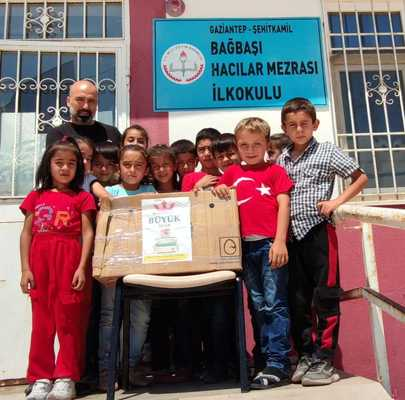 GAZİANTEP - ŞEHİTKAMİL
BAĞBAŞI
HACILAR MEZRASI
İLKOKULU
BÜYÜK